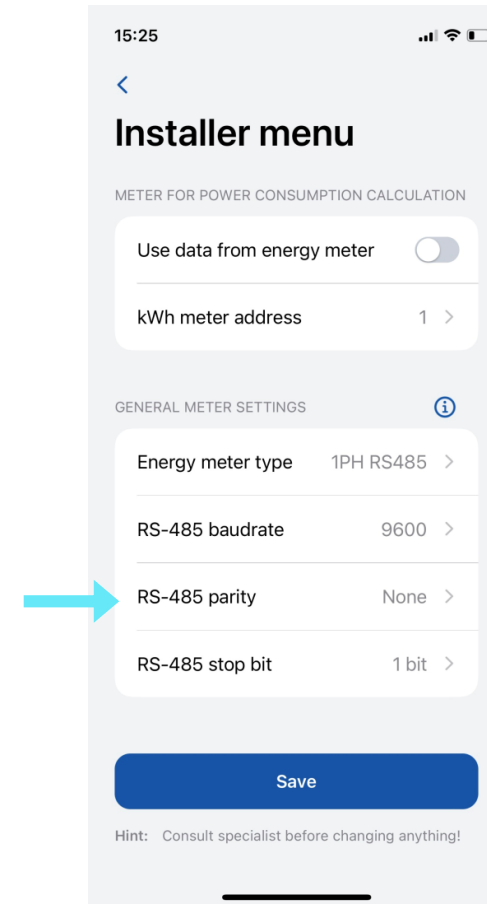 15:25
Installer menu
METER FOR POWER CONSUMPTION CALCULATION
Use data from energy meter
kWh meter address 1
GENERAL METER SETTINGS
Energy meter type 1PH RS485
RS-485 baudrate 9600
RS-485 parity None
RS-485 stop bit 1 bit
Save
Hint: Consult specialist before changing anything!